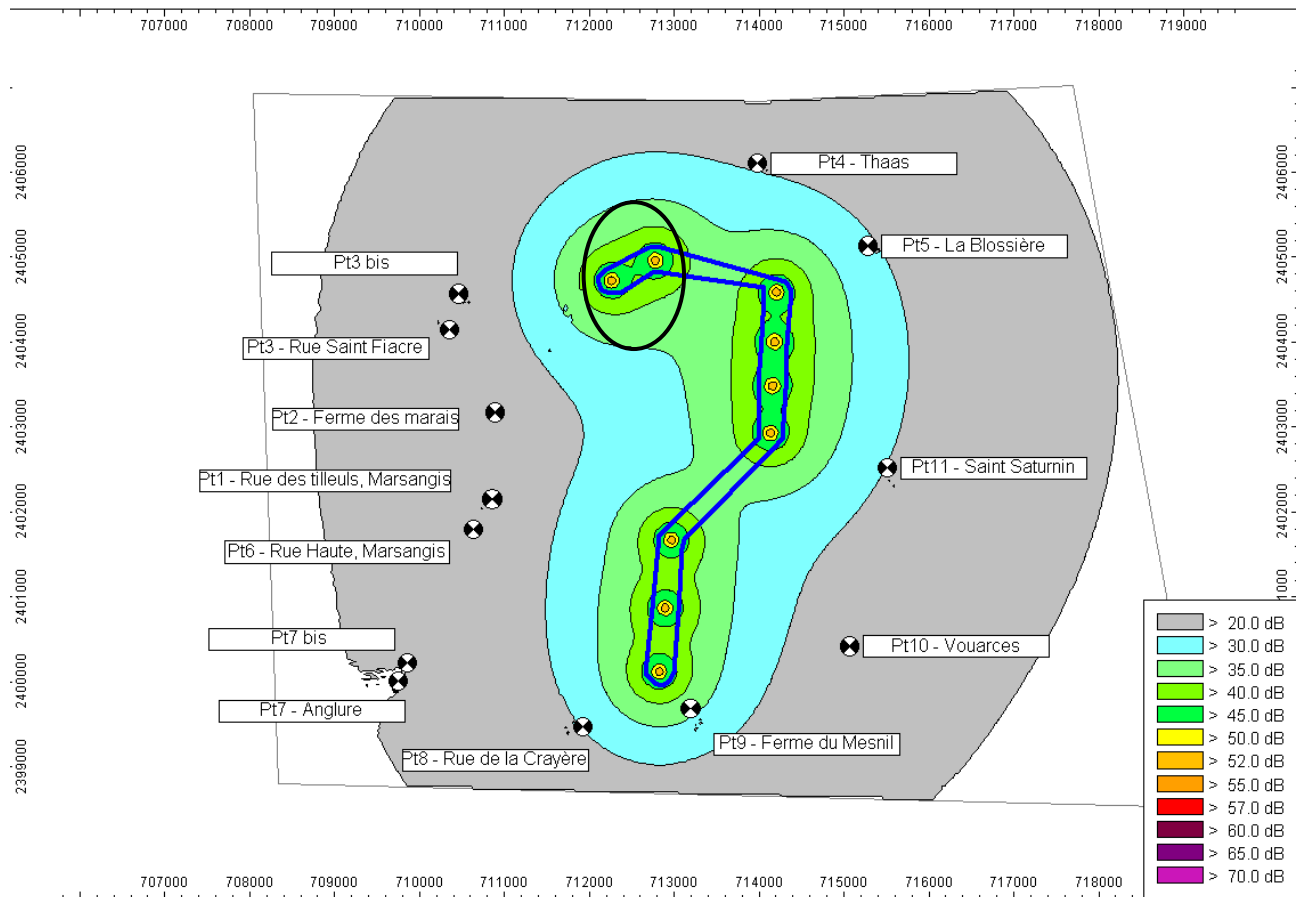 707000 708000 709000 710000 711000 712000 713000 714000 715000 716000 717000 718000 719000
2406000
2406000
Pt4 - Thaas
Pt5 - La Blossière
Pt3 bis
2405000
2405000
2404000
2404000
Pt3 - Rue Saint Fiacre
Pt2 - Ferme des marais
2403000
2403000
Pt11 - Saint Saturnin
Pt1 - Rue des tilleuls, Marsangis
2402000
2402000
Pt6 - Rue Haute, Marsangis
2401000
1000
Pt7 bis
Pt10 - Vouarces
2400000
Pt7 - Anglure
Pt9 - Ferme du Mesnil
Pt8 - Rue de la Crayère
2399000
> 20.0 dB
> 30.0 dB
> 35.0 dB
> 40.0 dB
> 45.0 dB
> 50.0 dB
> 52.0 dB
> 55.0 dB
> 57.0 dB
> 60.0 dB
> 65.0 dB
> 70.0 dB
707000 708000 709000 710000 711000 712000 713000 714000 715000 716000 717000 718000